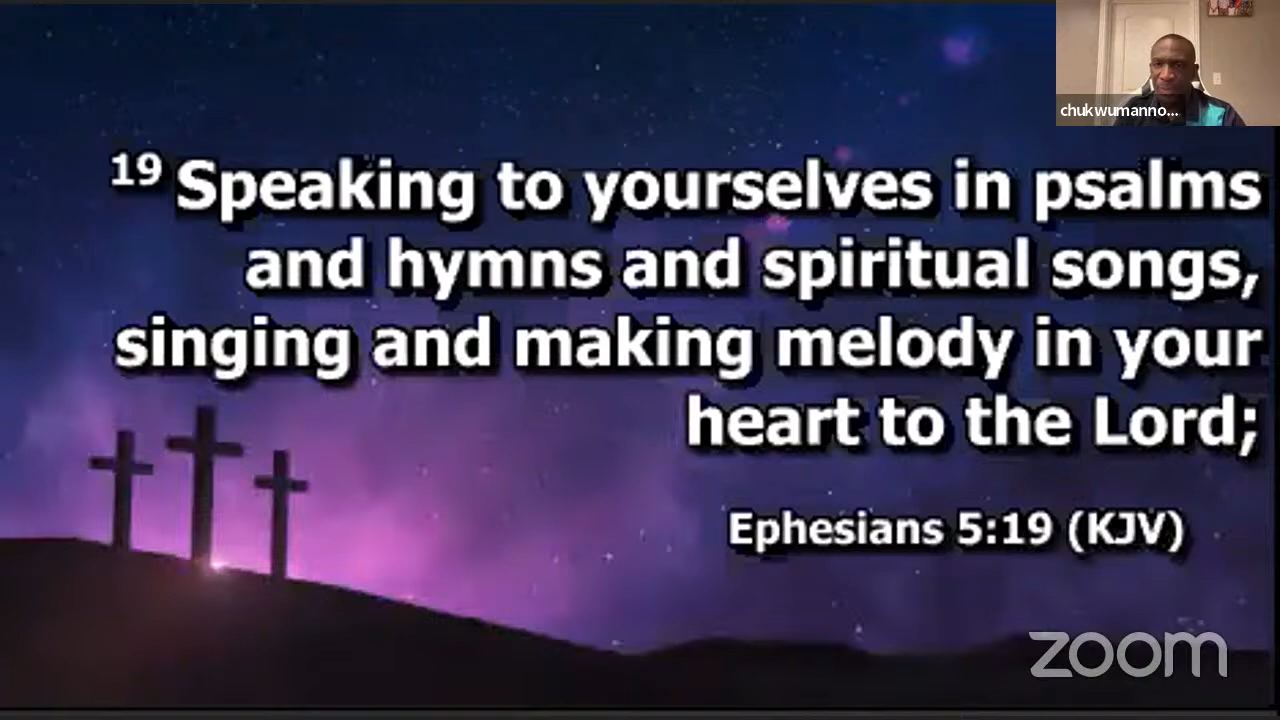 chukwumanno...
19 Speaking to yourselves in psalms
and hymns and spiritual songs,
singing and making melody in your
heart to the Lord;
Ephesians 5:19 (KJV)
zoom